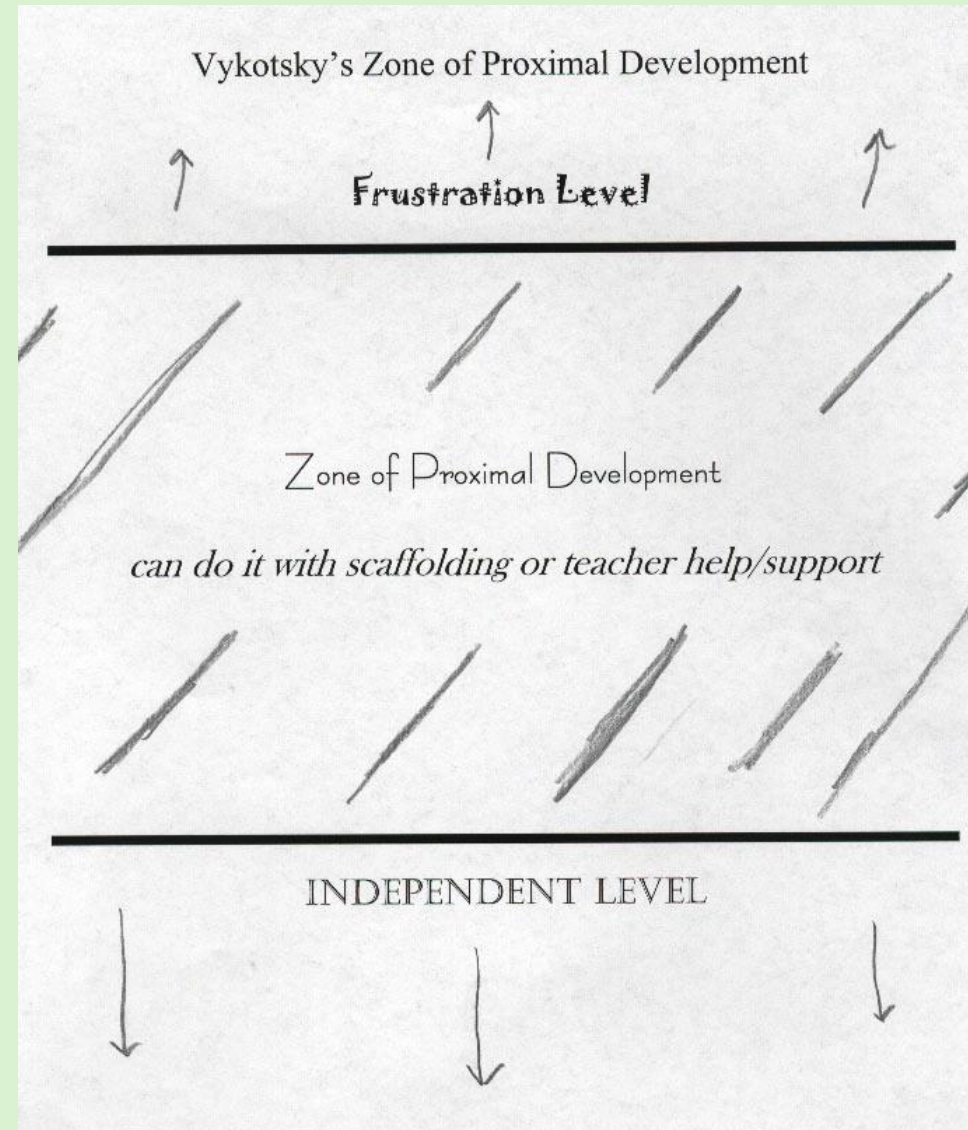 Vykotsky's Zone of Proximal Development
Frustration Level
Zone of Proximal Development
can do it with scaffolding or teacher help/support
INDEPENDENT LEVEL